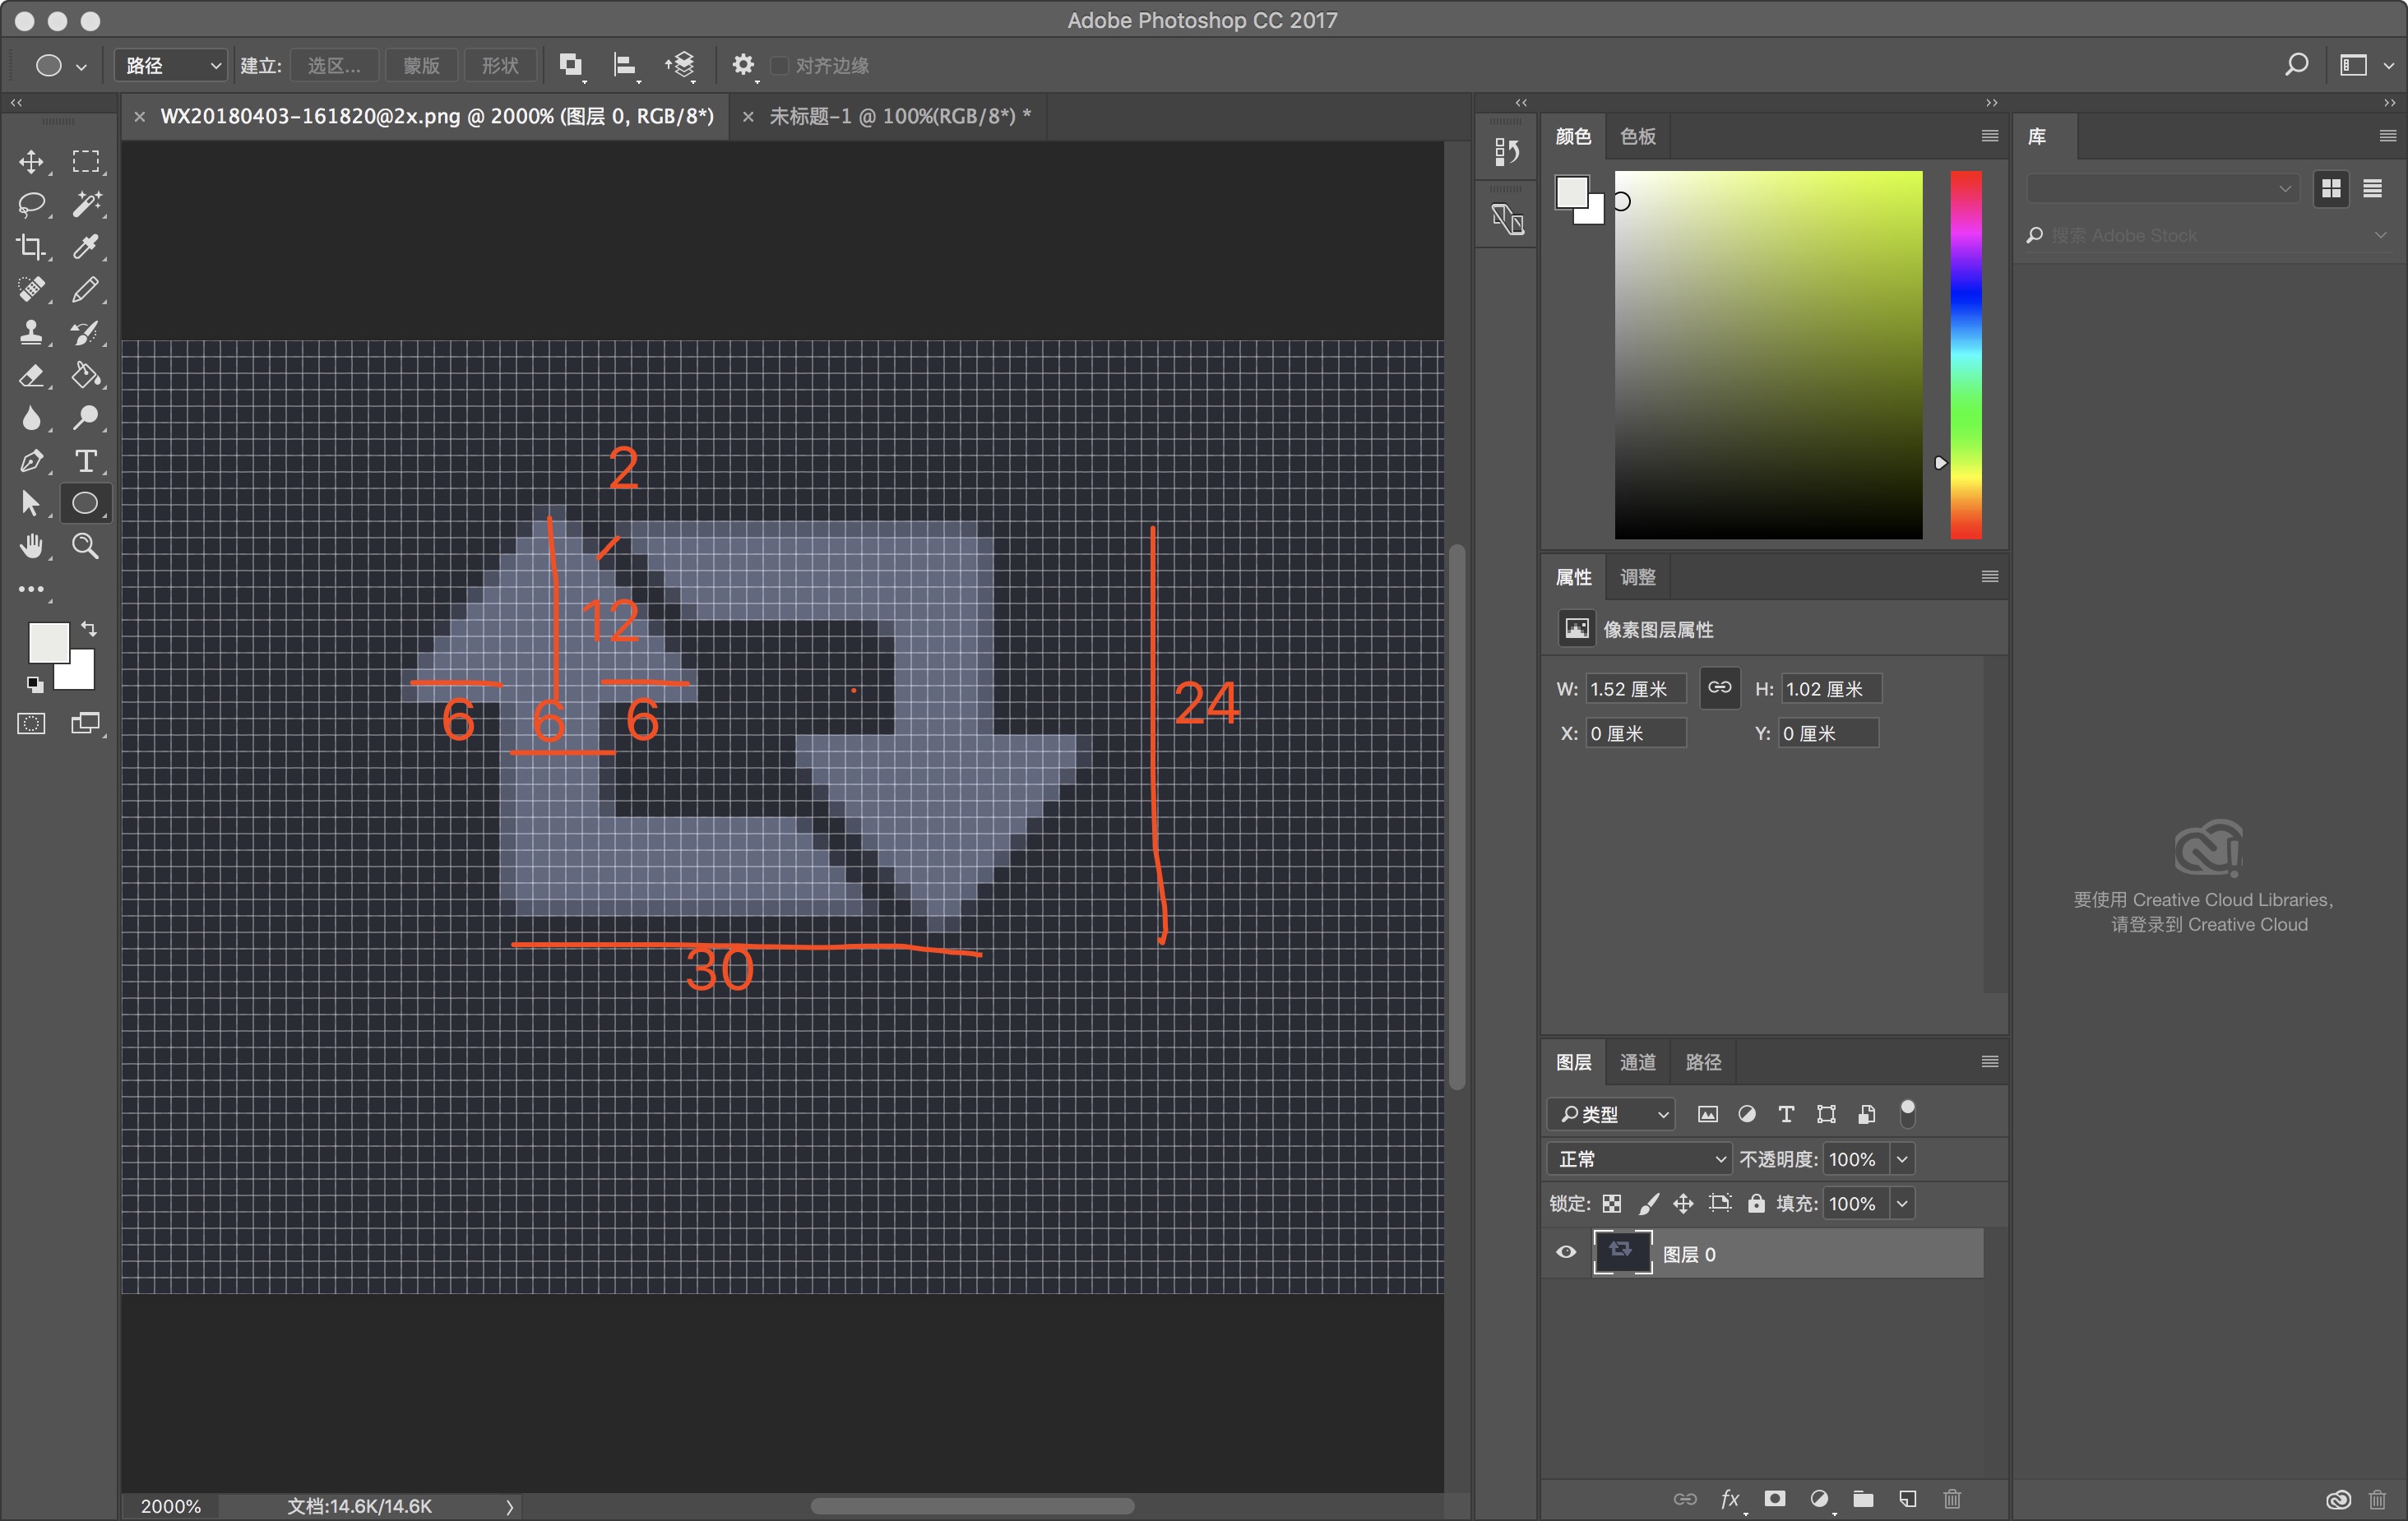 Adobe Photoshop CC 2017
路径 建立: 选区... 蒙版 形状 对齐边缘
WX20180403-161820@2x.png @ 2000% (图层 0, RGB/8*) 未标题-1 @ 100%(RGB/8*) *
2
12
6 6 6
24
30
2000% 文档:14.6K/14.6K
颜色 色板
属性 调整
像素图层属性
W: 1.52 厘米 H: 1.02 厘米
X: 0 厘米 Y: 0 厘米
图层 通道 路径
类型
正常 不透明度: 100%
锁定: 填充: 100%
图层 0
fx
库
搜索 Adobe Stock
要使用 Creative Cloud Libraries,
请登录到 Creative Cloud